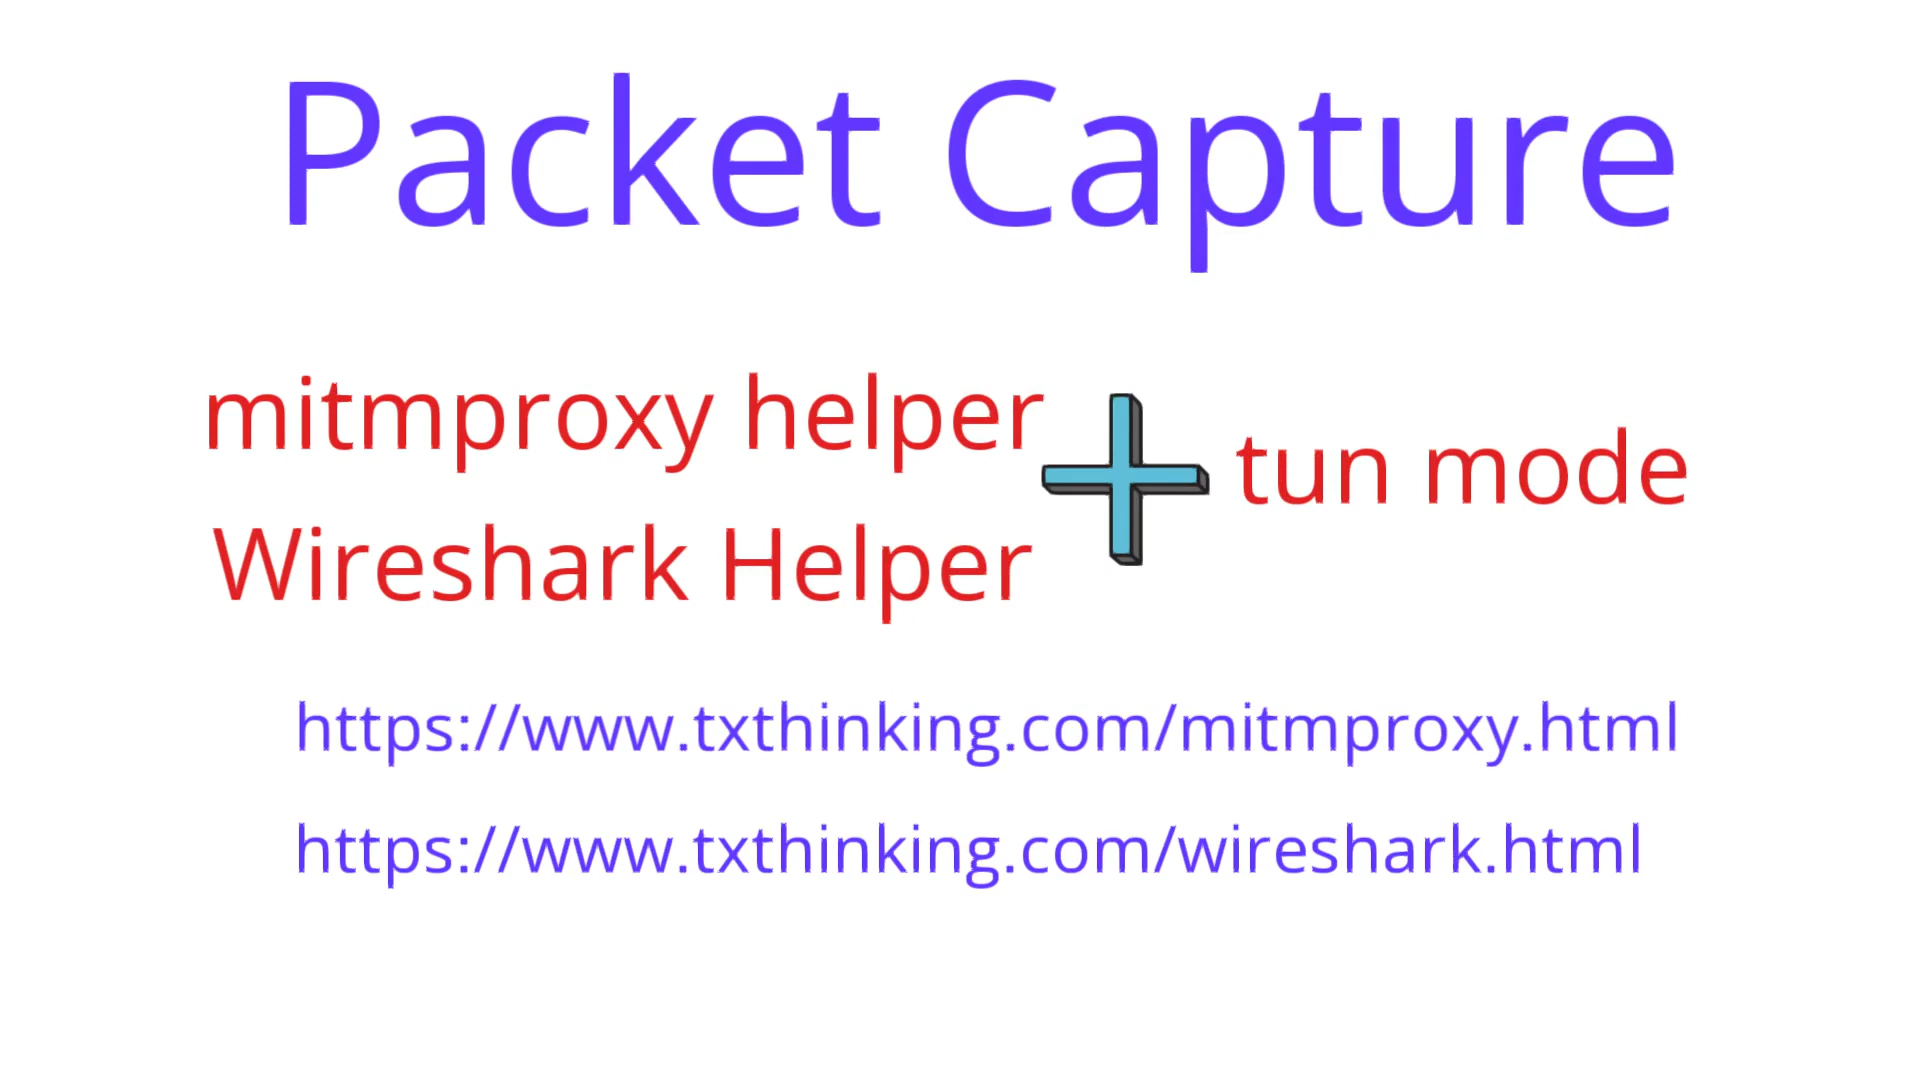 Packet Capture
mitmproxy helper
Wireshark Helper
tun mode
https://www.txthinking.com/mitmproxy.html
https://www.txthinking.com/wireshark.html